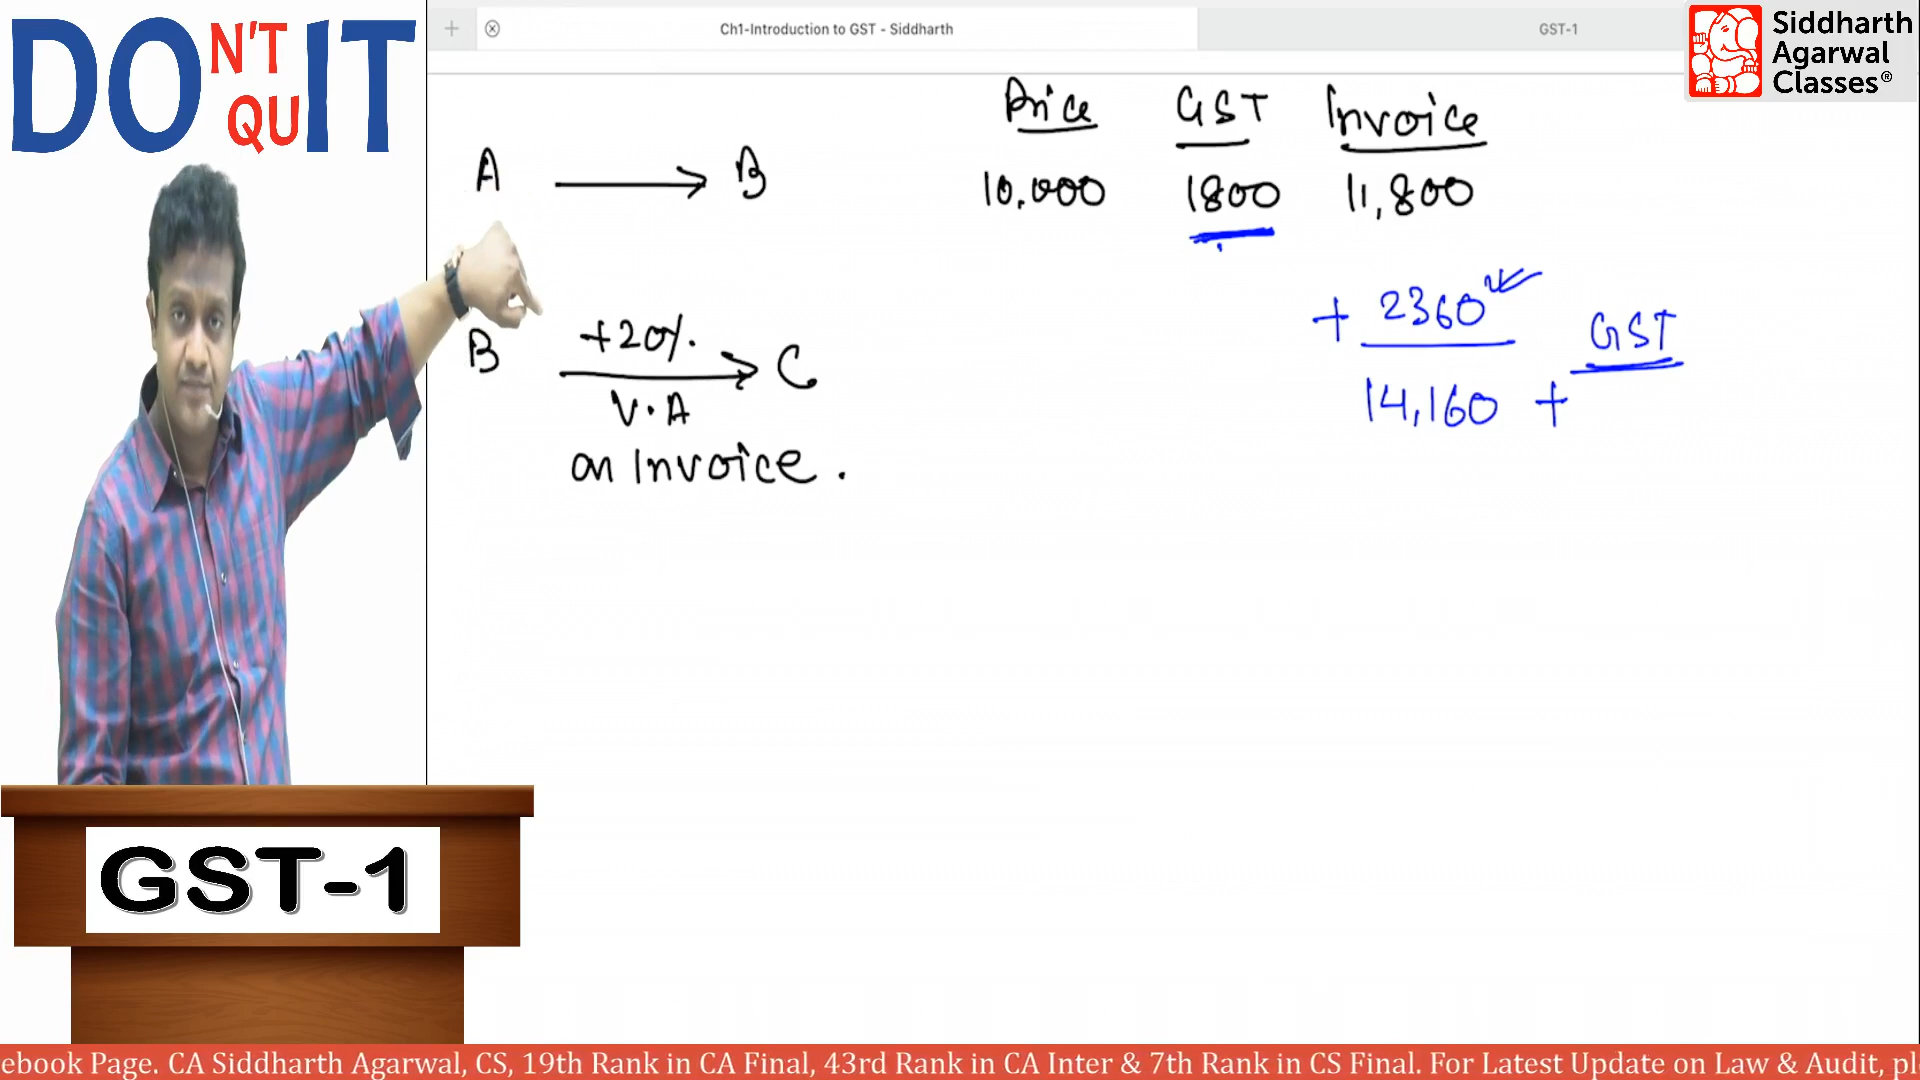 DON'T QUIT
Ch1-Introduction to GST - Siddharth
GST-1
Siddharth
Agarwal
Classes®
Price GST Invoice
A → B 10,000 1800 11,800
+ 2360
GST
B +20% → C
V.A
14,160 +
on Invoice.
GST-1
ebook Page. CA Siddharth Agarwal, CS, 19th Rank in CA Final, 43rd Rank in CA Inter & 7th Rank in CS Final. For Latest Update on Law & Audit, pl